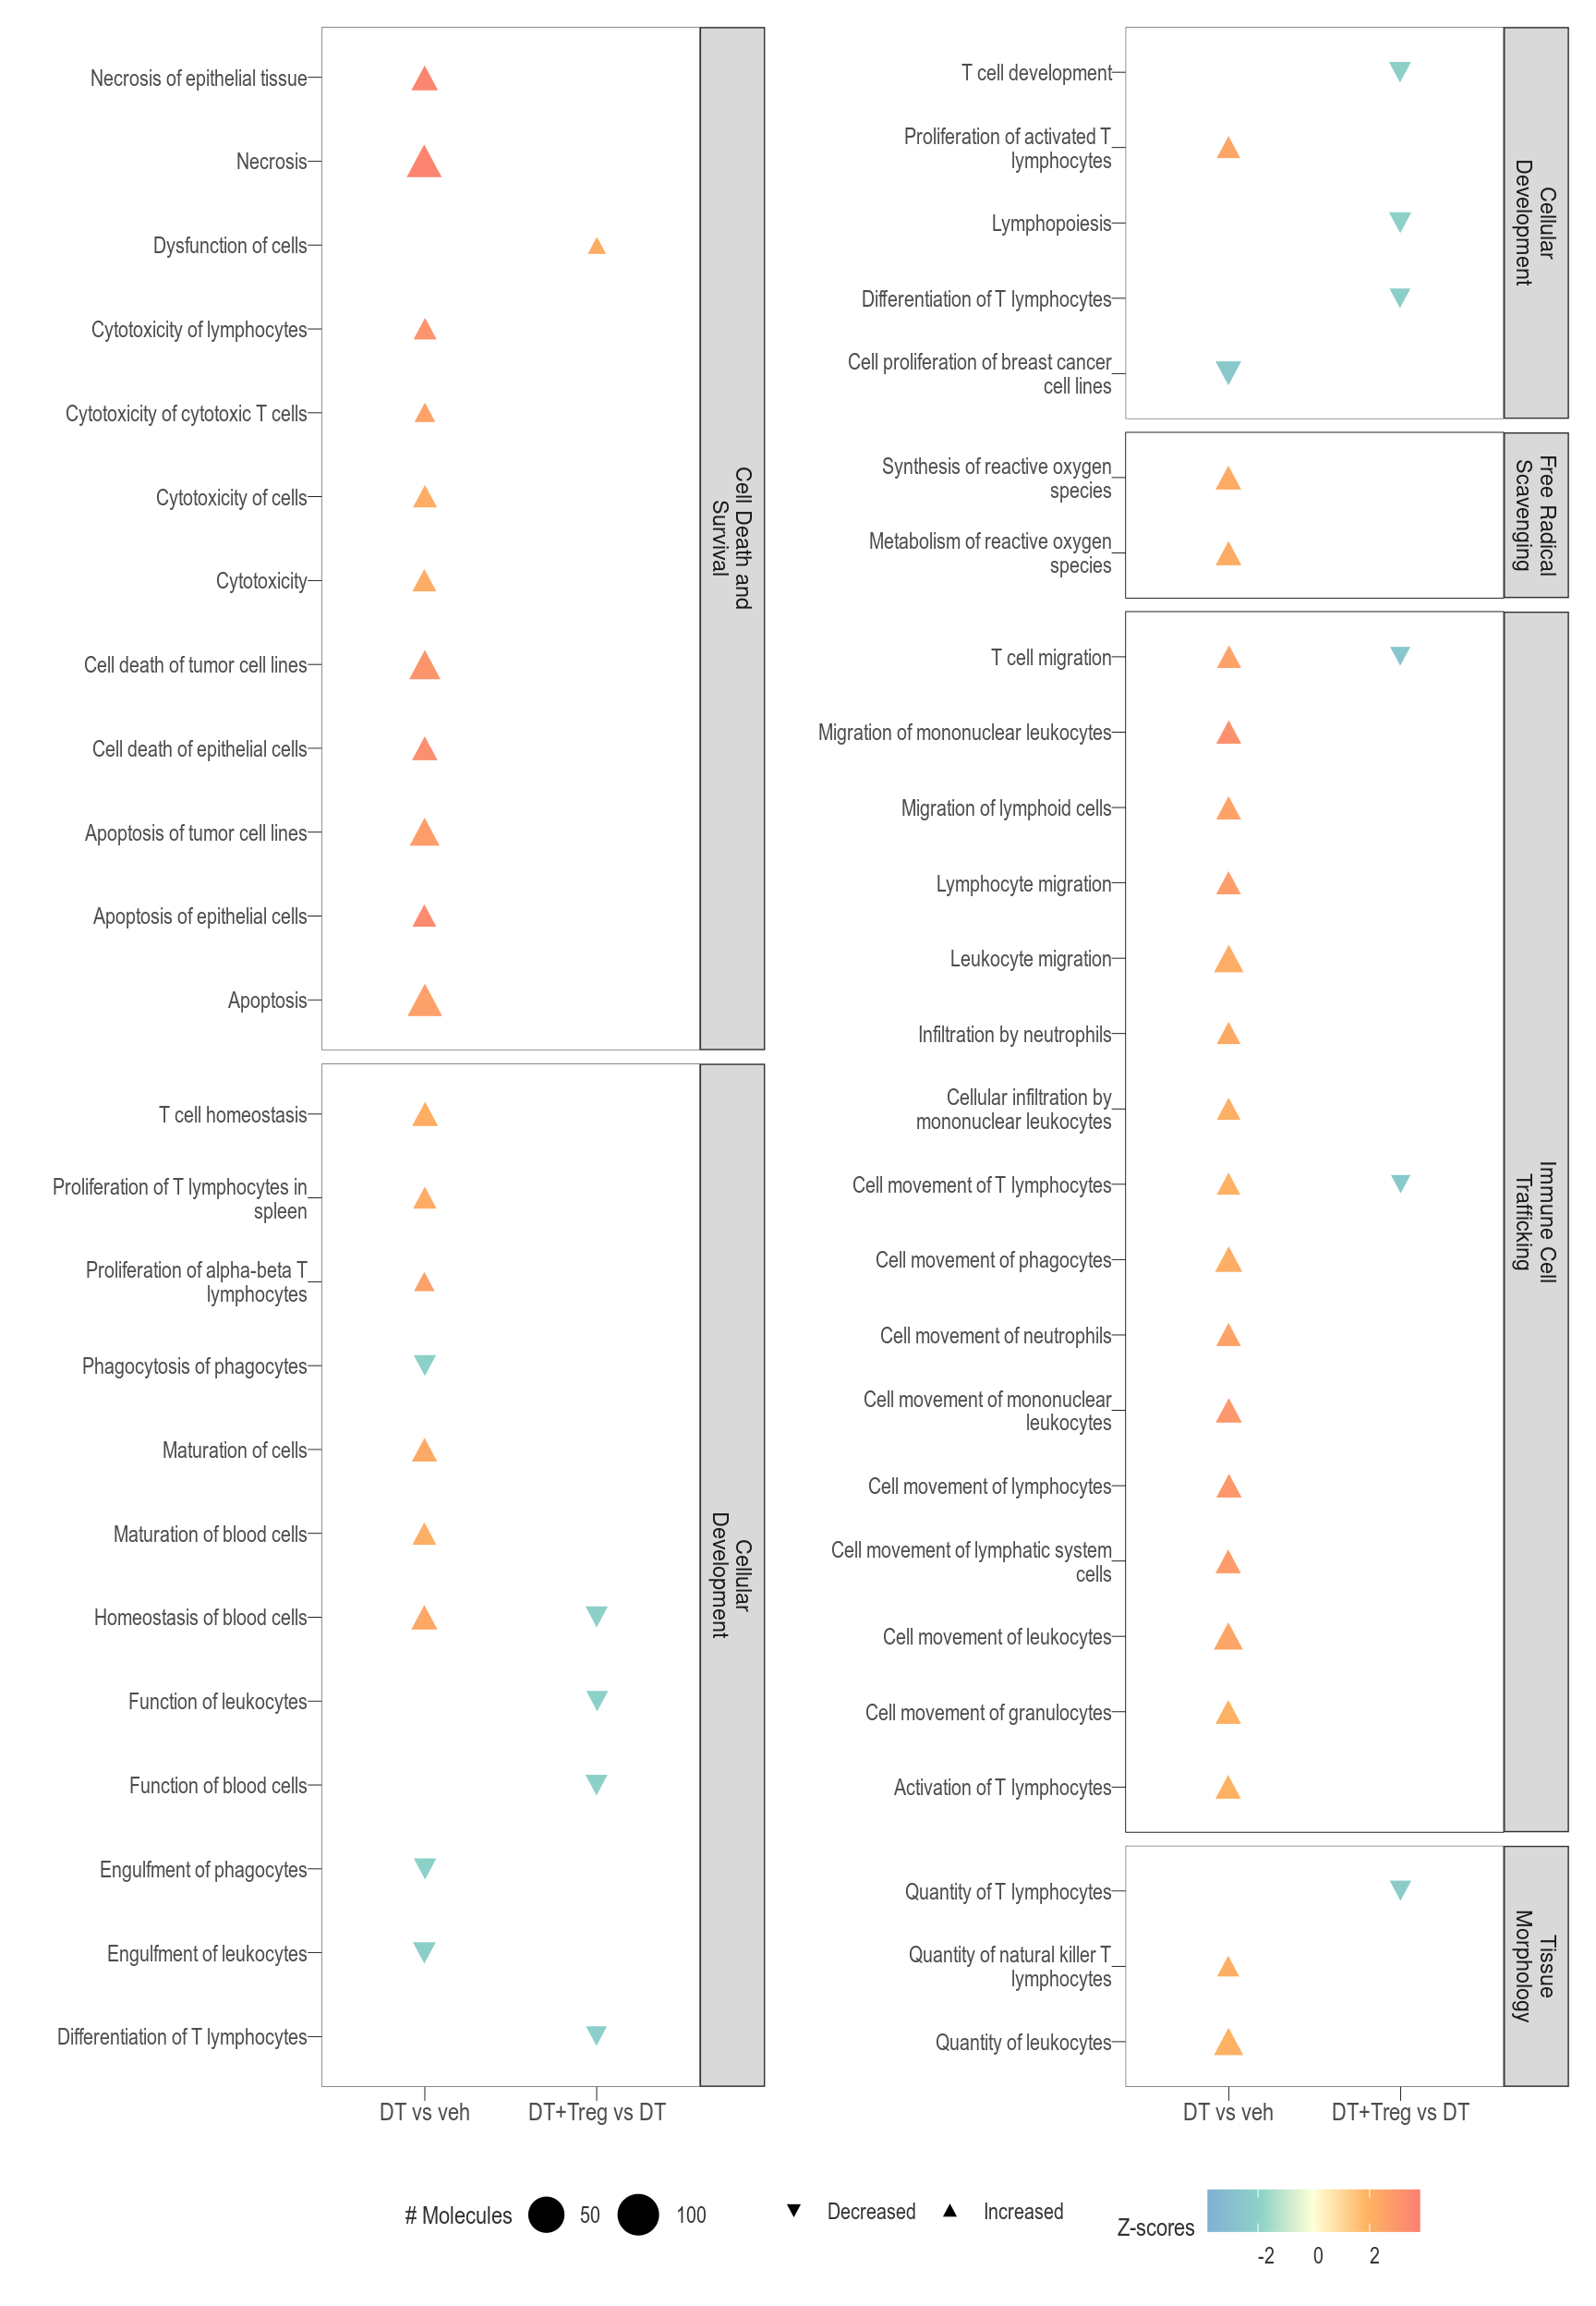 Necrosis of epithelial tissue
Necrosis
Dysfunction of cells
Cytotoxicity of lymphocytes
Cytotoxicity of cytotoxic T cells
Cytotoxicity of cells
Cytotoxicity
Cell death of tumor cell lines
Cell death of epithelial cells
Apoptosis of tumor cell lines
Apoptosis of epithelial cells
Apoptosis
Cell Death and
Survival
T cell homeostasis
Proliferation of T lymphocytes in
spleen
Proliferation of alpha-beta T
lymphocytes
Phagocytosis of phagocytes
Maturation of cells
Maturation of blood cells
Homeostasis of blood cells
Function of leukocytes
Function of blood cells
Engulfment of phagocytes
Engulfment of leukocytes
Differentiation of T lymphocytes
Cellular
Development
DT vs veh
DT+Treg vs DT
T cell development
Proliferation of activated T
lymphocytes
Lymphopoiesis
Differentiation of T lymphocytes
Cell proliferation of breast cancer
cell lines
Cellular
Development
Synthesis of reactive oxygen
species
Metabolism of reactive oxygen
species
Free Radical
Scavenging
T cell migration
Migration of mononuclear leukocytes
Migration of lymphoid cells
Lymphocyte migration
Leukocyte migration
Infiltration by neutrophils
Cellular infiltration by
mononuclear leukocytes
Cell movement of T lymphocytes
Cell movement of phagocytes
Cell movement of neutrophils
Cell movement of mononuclear
leukocytes
Cell movement of lymphocytes
Cell movement of lymphatic system
cells
Cell movement of leukocytes
Cell movement of granulocytes
Activation of T lymphocytes
Immune Cell
Trafficking
Quantity of T lymphocytes
Quantity of natural killer T
lymphocytes
Quantity of leukocytes
Tissue
Morphology
DT vs veh
DT+Treg vs DT
# Molecules
50
100
Decreased
Increased
Z-scores
-2
0
2